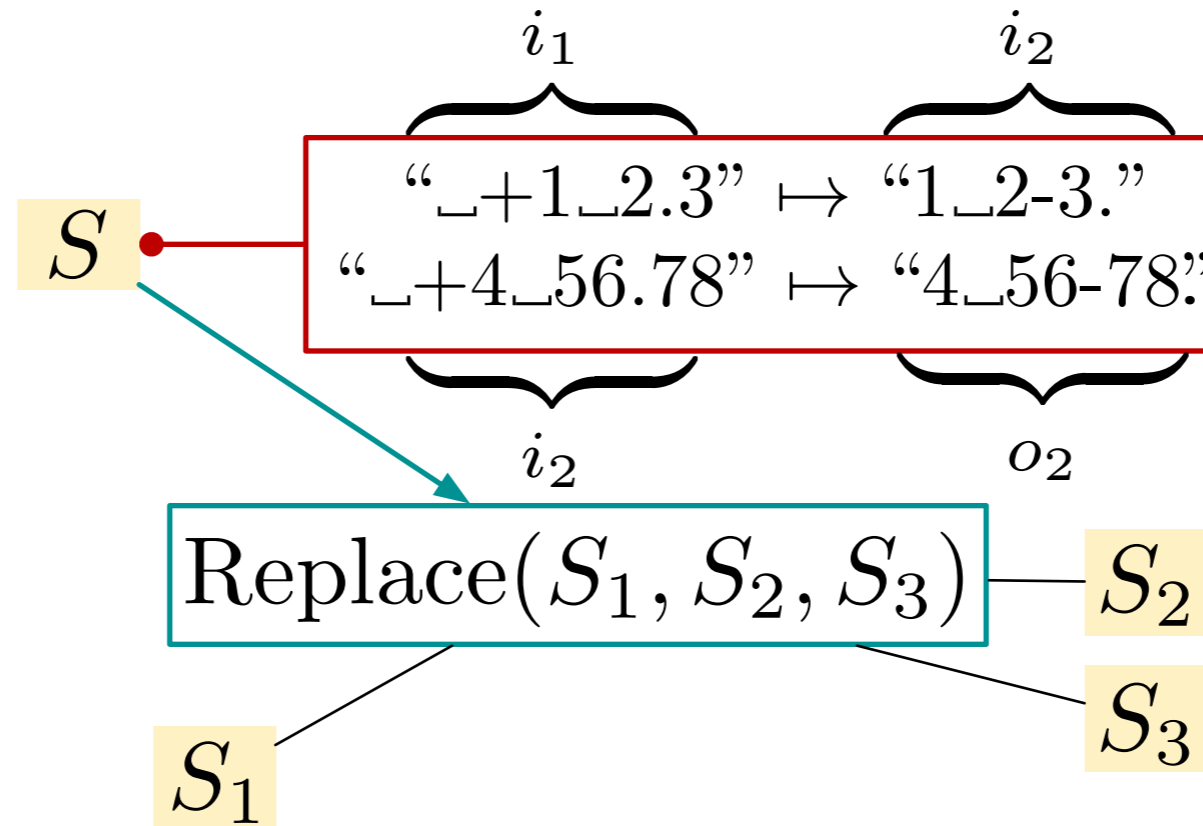 i₁ i₂
“␣+1␣2.3” ↦ “1␣2-3.”
S
“␣+4␣56.78” ↦ “4␣56-78.”
i₂ o₂
Replace(S₁, S₂, S₃)
S₂
S₃
S₁